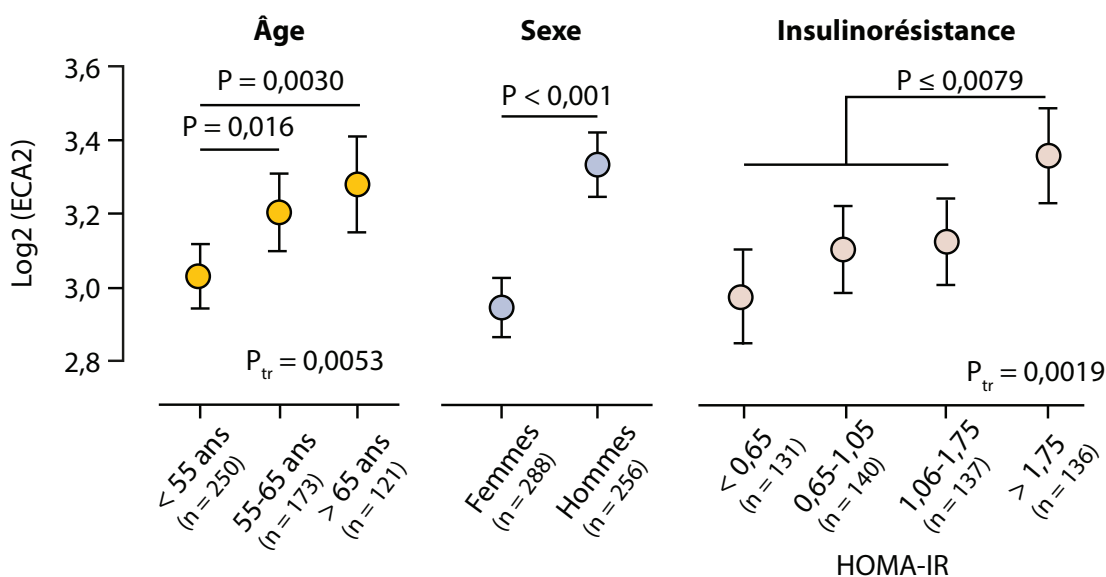 Âge
Sexe
Insulinorésistance
Log2 (ECA2)
3,6
3,4
3,2
3,0
2,8
P = 0,0030
P = 0,016
Ptr = 0,0053
< 55 ans
(n = 250)
55-65 ans
(n = 173)
> 65 ans
(n = 121)
P < 0,001
Femmes
(n = 288)
Hommes
(n = 256)
P ≤ 0,0079
Ptr = 0,0019
< 0,65
(n = 131)
0,65-1,05
(n = 140)
1,06-1,75
(n = 137)
> 1,75
(n = 136)
HOMA-IR